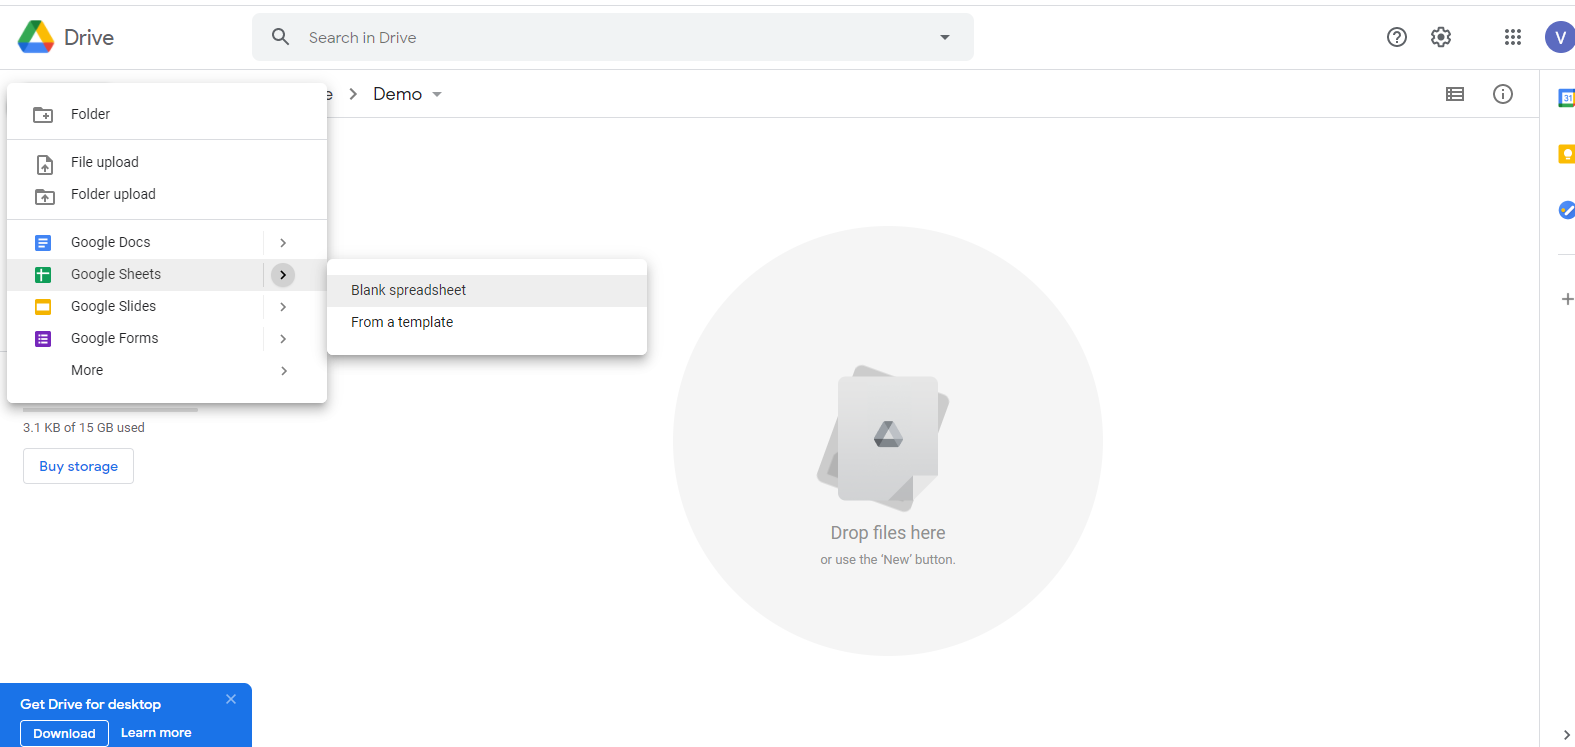 Drive
Search in Drive
V
Demo
Folder
File upload
Folder upload
Google Docs
Google Sheets
Google Slides
Google Forms
More
Blank spreadsheet
From a template
31
3.1 KB of 15 GB used
Buy storage
Drop files here
or use the ‘New’ button.
Get Drive for desktop
Download Learn more